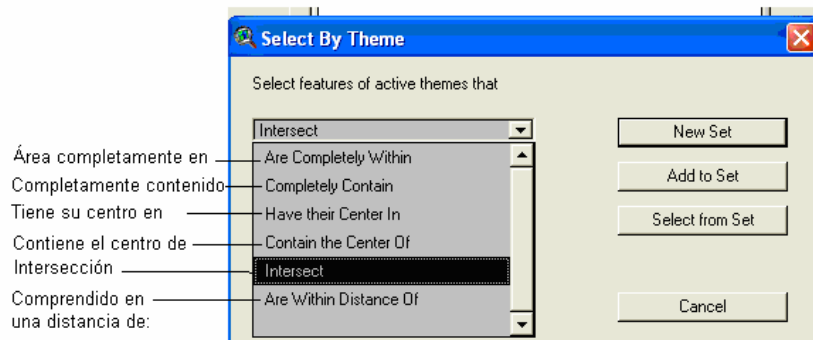 Select By Theme
Select features of active themes that
Intersect
New Set
Área completamente en
Are Completely Within
Completamente contenido
Completely Contain
Add to Set
Tiene su centro en
Have their Center In
Select from Set
Contiene el centro de
Contain the Center Of
Intersección
Intersect
Comprendido en
una distancia de:
Are Within Distance Of
Cancel